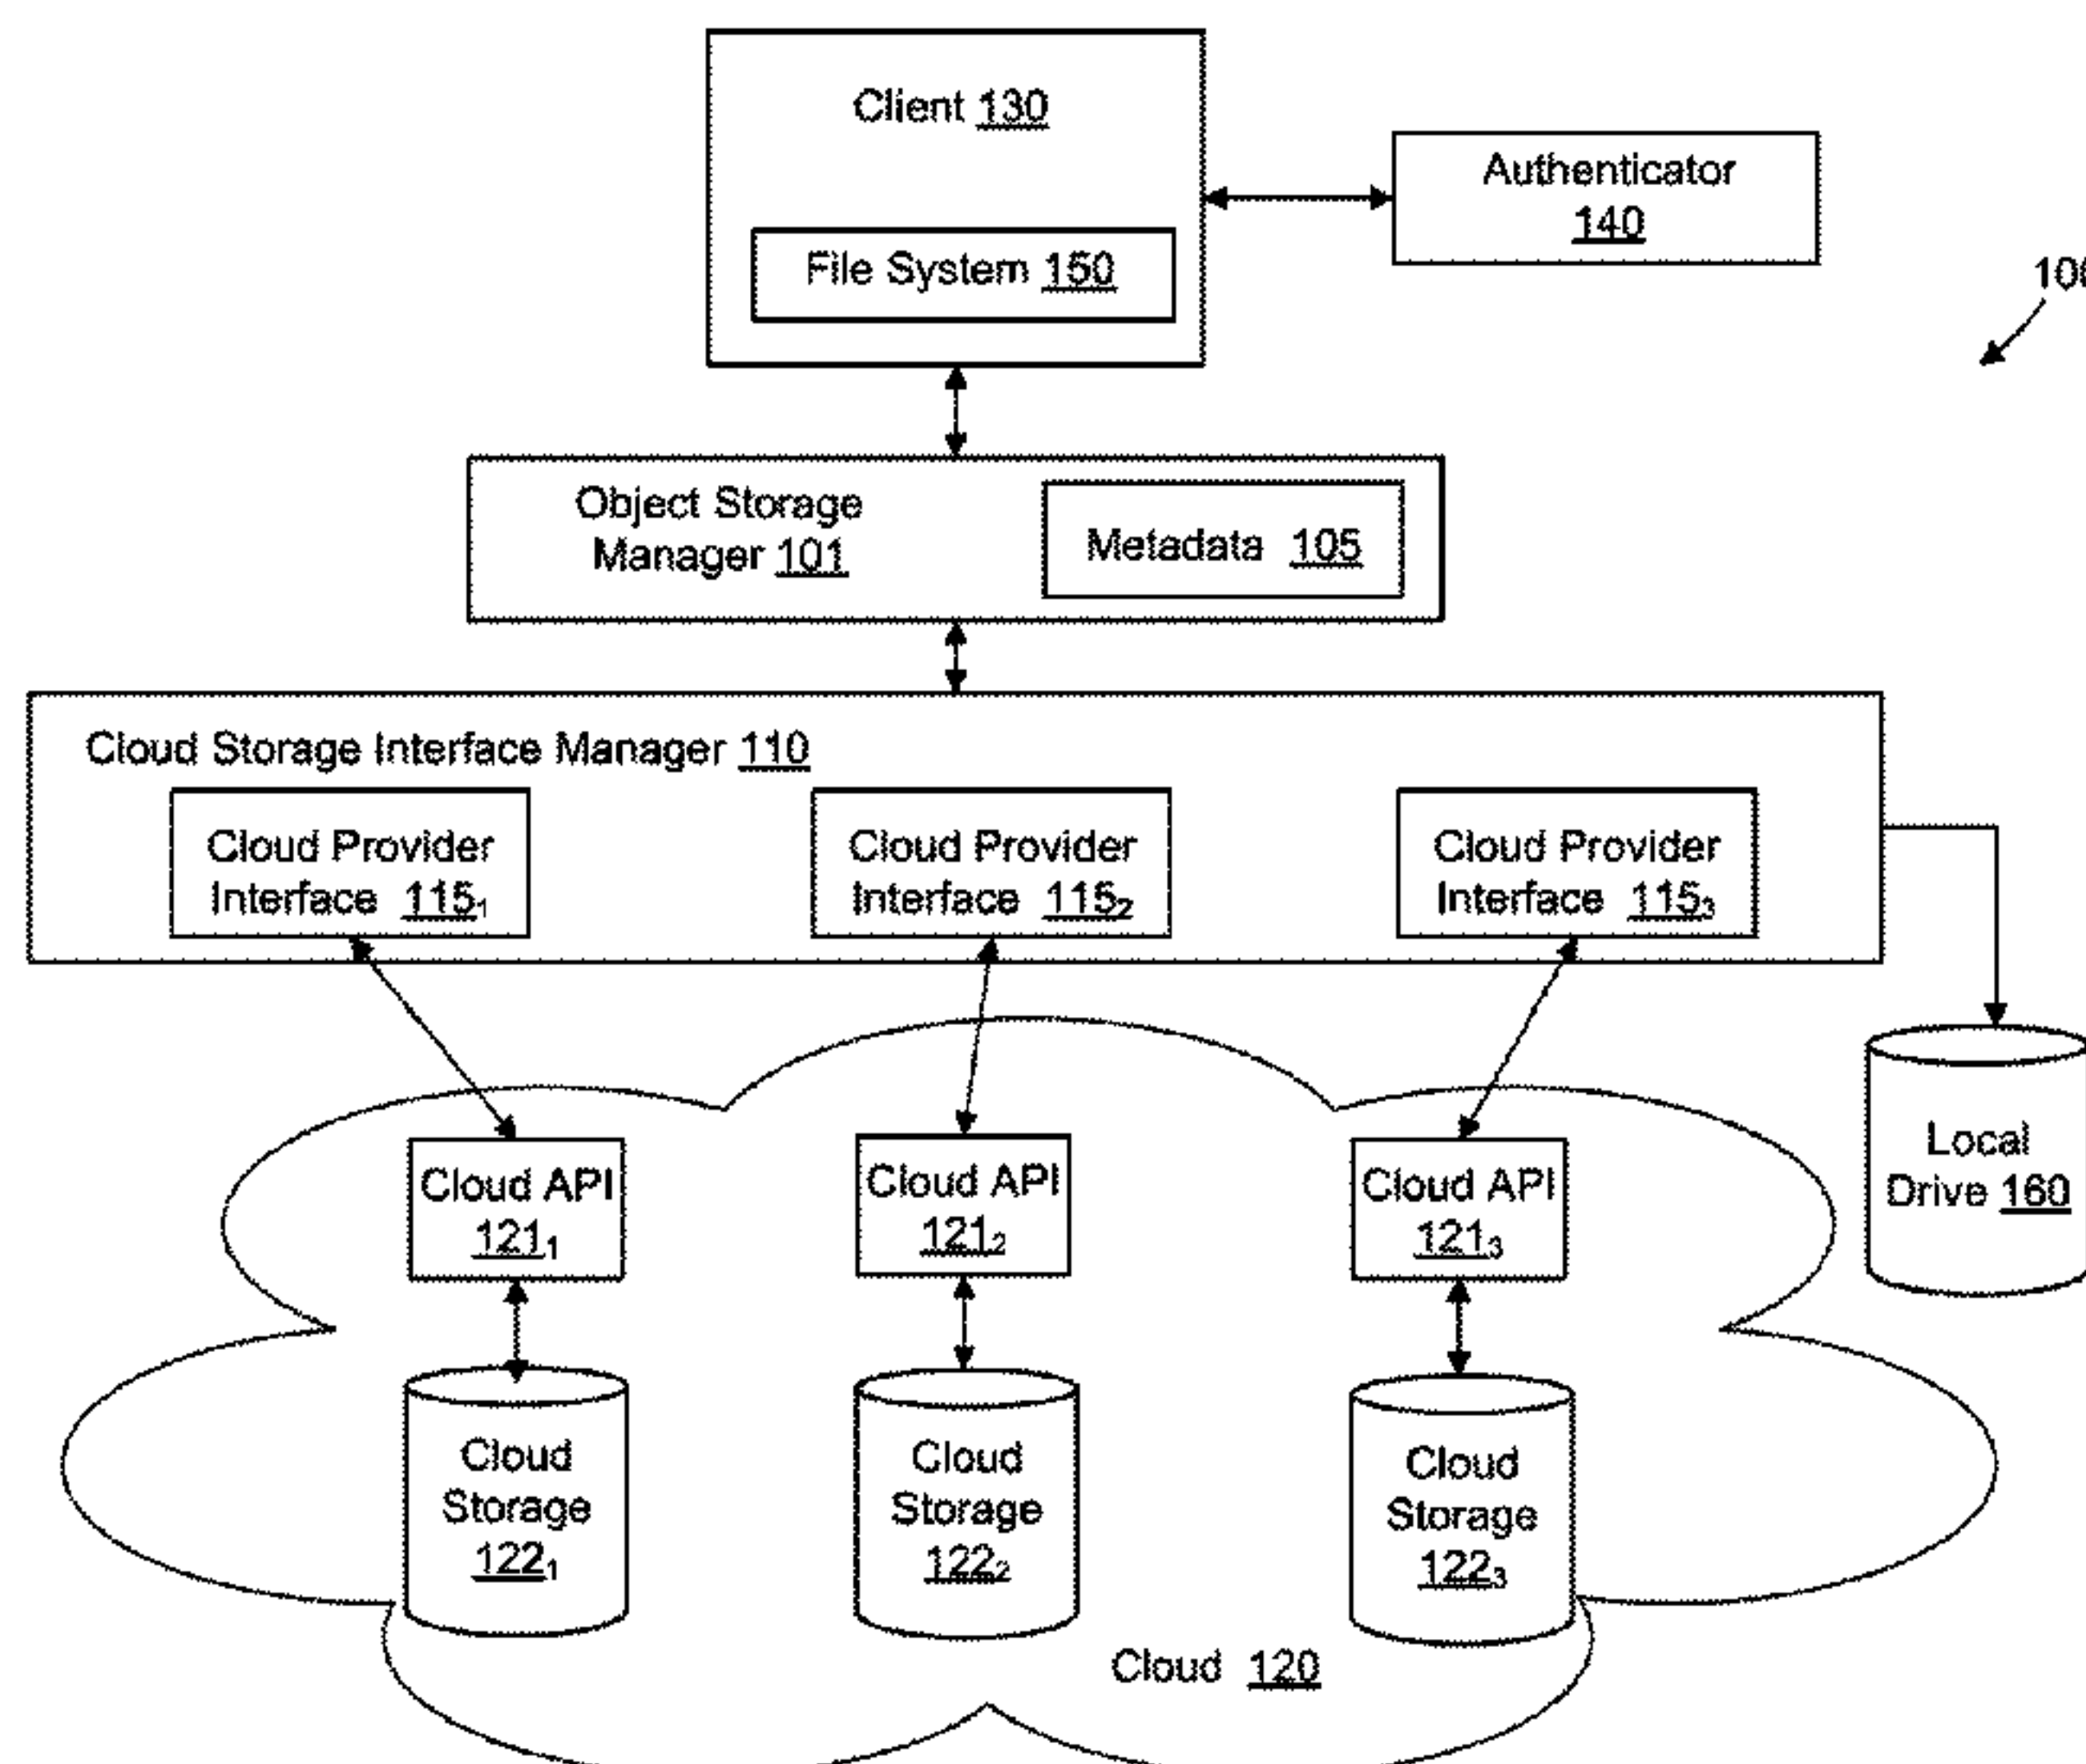 Client 130
Authenticator
140
File System 150
100
Object Storage
Manager 101
Metadata 105
Cloud Storage Interface Manager 110
Cloud Provider
Interface 115₁
Cloud Provider
Interface 115₂
Cloud Provider
Interface 115₃
Cloud API
121₁
Cloud API
121₂
Cloud API
121₃
Local
Drive 160
Cloud
Storage
122₁
Cloud
Storage
122₂
Cloud
Storage
122₃
Cloud 120